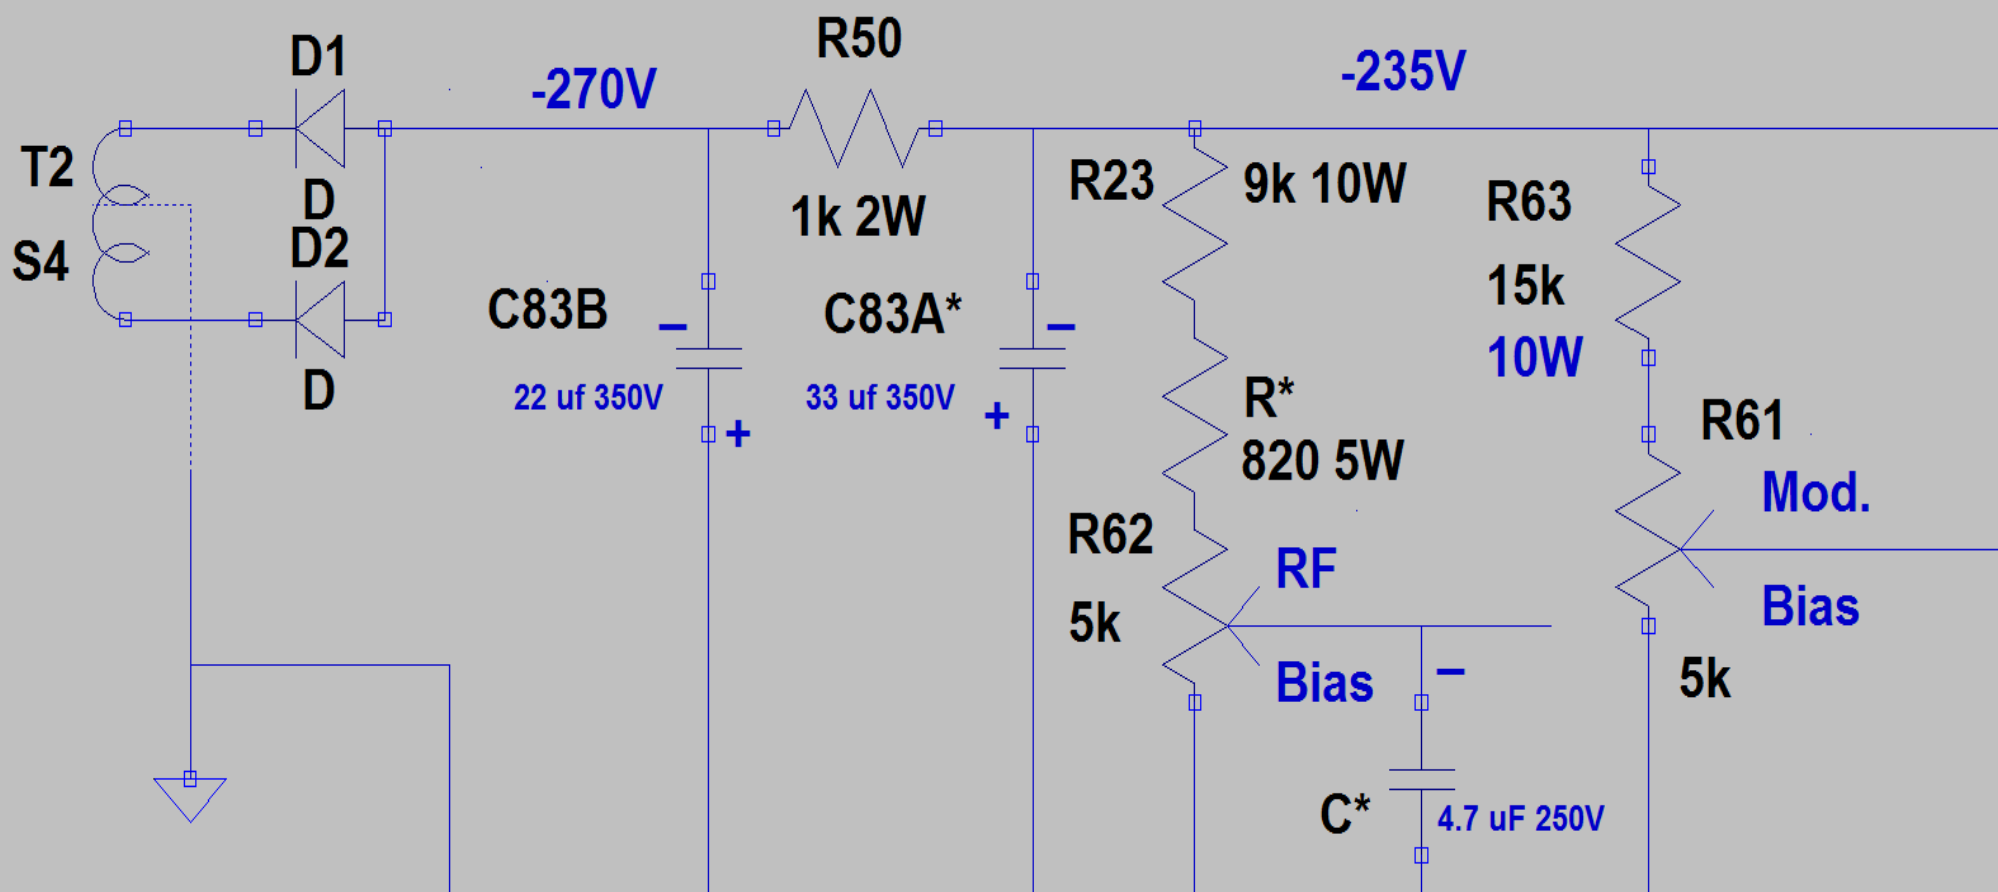 D1
D
T2
S4
D2
D
-270V
R50
1k 2W
C83B
−
22 uf 350V
+
C83A*
−
33 uf 350V
+
-235V
R23
9k 10W
R*
820 5W
R62
5k
RF
Bias
−
C*
4.7 uF 250V
R63
15k
10W
R61
Mod.
Bias
5k